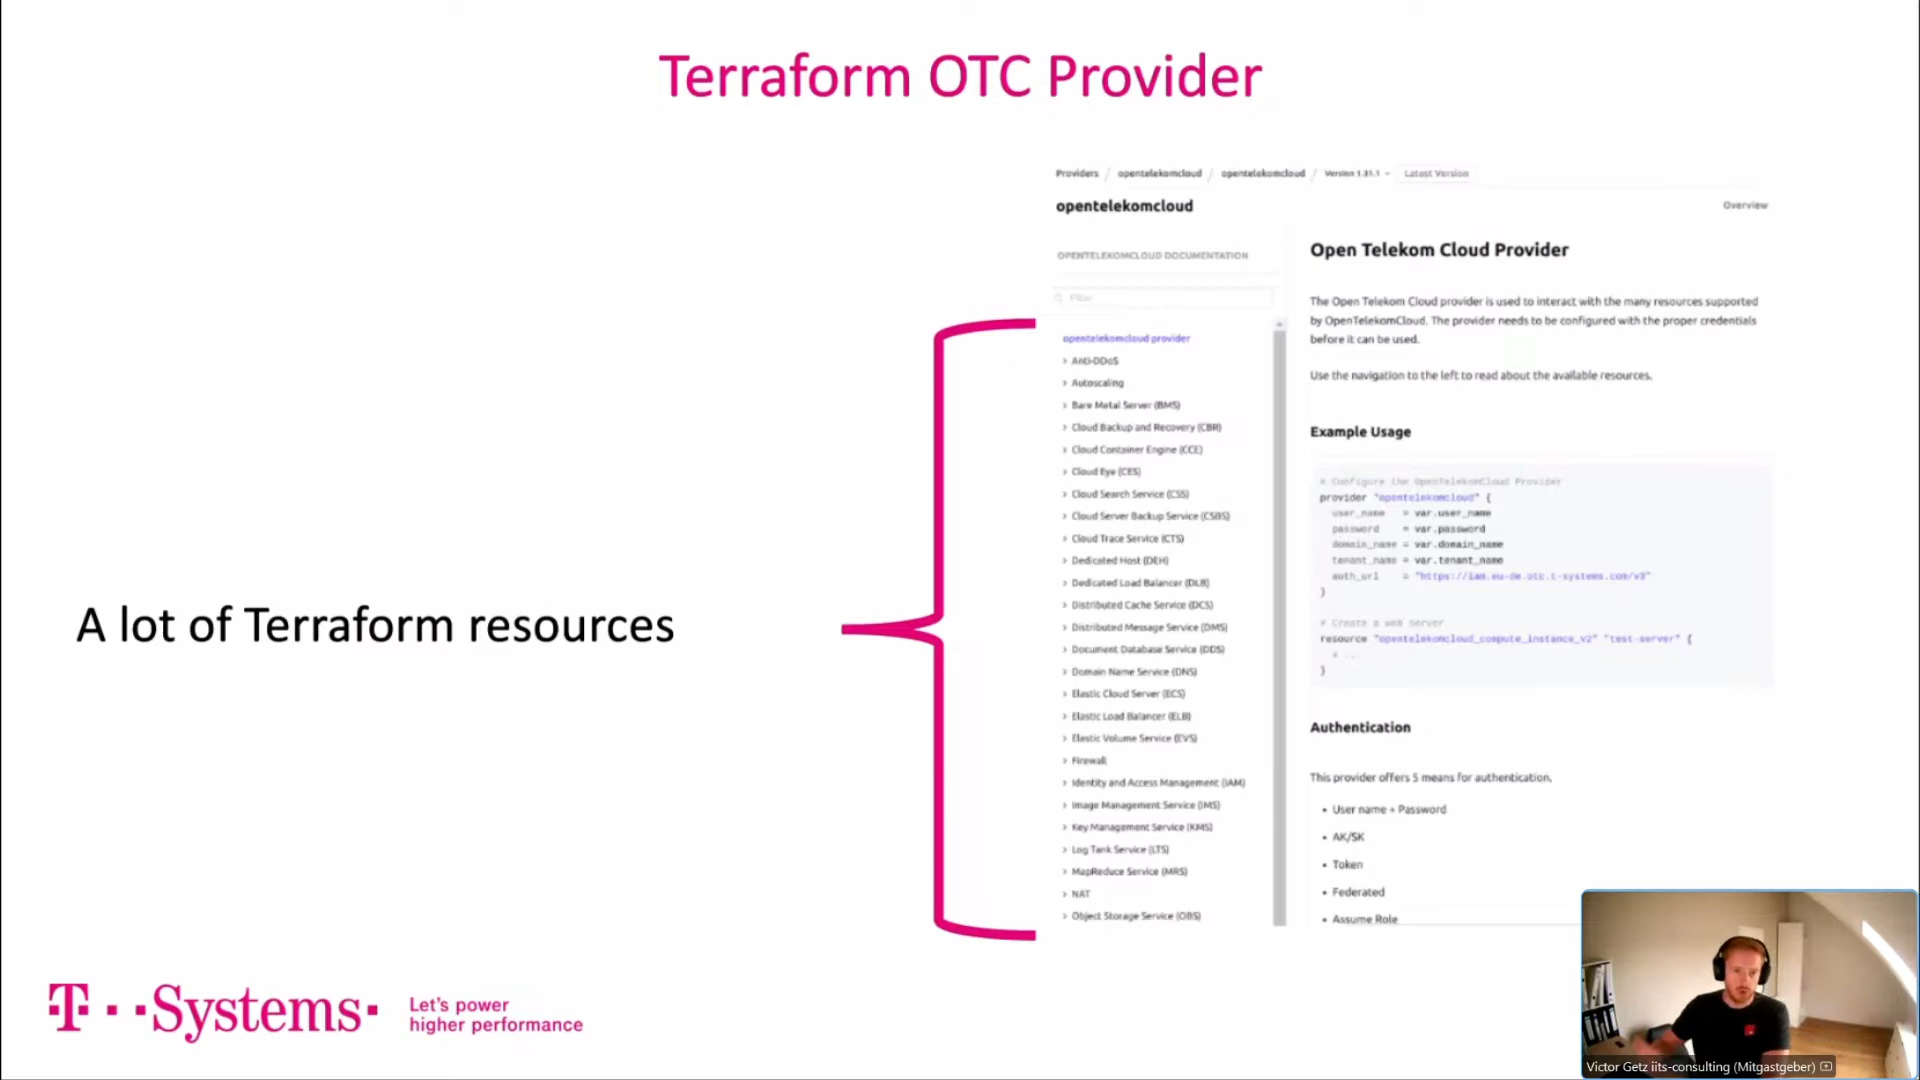 Terraform OTC Provider
Providers / opentelekomcloud / opentelekomcloud / Version 1.31.1 Latest Version
opentelekomcloud
Overview
OPENTELEKOMCLOUD DOCUMENTATION
Filter
opentelekomcloud provider
Anti-DDoS
Autoscaling
Bare Metal Server (BMS)
Cloud Backup and Recovery (CBR)
Cloud Container Engine (CCE)
Cloud Eye (CES)
Cloud Search Service (CSS)
Cloud Server Backup Service (CSBS)
Cloud Trace Service (CTS)
Dedicated Host (DEH)
Dedicated Load Balancer (DLB)
Distributed Cache Service (DCS)
Distributed Message Service (DMS)
Document Database Service (DDS)
Domain Name Service (DNS)
Elastic Cloud Server (ECS)
Elastic Load Balancer (ELB)
Elastic Volume Service (EVS)
Firewall
Identity and Access Management (IAM)
Image Management Service (IMS)
Key Management Service (KMS)
Log Tank Service (LTS)
MapReduce Service (MRS)
NAT
Object Storage Service (OBS)
Open Telekom Cloud Provider
The Open Telekom Cloud provider is used to interact with the many resources supported
by OpenTelekomCloud. The provider needs to be configured with the proper credentials
before it can be used.
Use the navigation to the left to read about the available resources.
Example Usage
# Configure the OpenTelekomCloud Provider
provider "opentelekomcloud" {
user_name = var.user_name
password = var.password
domain_name = var.domain_name
tenant_name = var.tenant_name
auth_url = "https://iam.eu-de.otc.t-systems.com/v3"
}
# Create a web server
resource "opentelekomcloud_compute_instance_v2" "test-server" {
# ...
}
Authentication
This provider offers 5 means for authentication.
• User name + Password
• AK/SK
• Token
• Federated
• Assume Role
A lot of Terraform resources
T · ·Systems·
Let's power
higher performance
Victor Getz iits-consulting (Mitgastgeber)